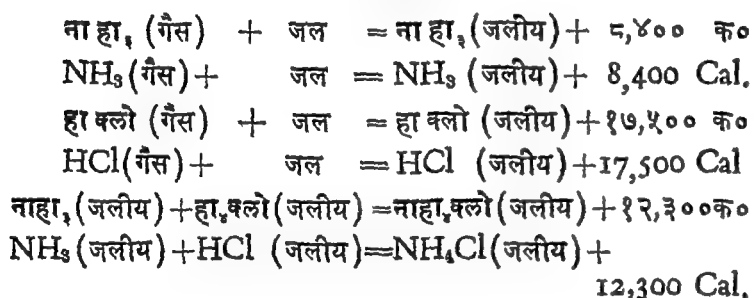 ना हा₃ (गैस) + जल = ना हा₃ (जलीय) + ८,४०० क०
NH₃ (गैस) + जल = NH₃ (जलीय) + 8,400 Cal.
हा क्लो (गैस) + जल = हा क्लो (जलीय) + १७,५०० क०
HCl (गैस) + जल = HCl (जलीय) + 17,500 Cal
नाहा₃ (जलीय) + हा₄क्लो (जलीय) = नाहा₄क्लो (जलीय) + १२,३०० क०
NH₃ (जलीय) + HCl (जलीय) = NH₄Cl (जलीय) +
12,300 Cal.